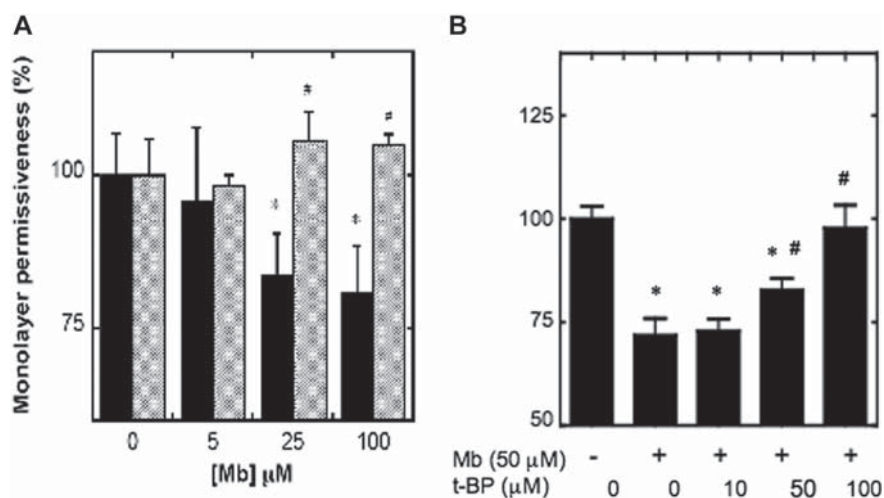 A
Monolayer permissiveness (%)
100
75
*
#
*
#
0 5 25 100
[Mb] μM
B
125
100
75
50
*
*
* #
#
Mb (50 μM) - + + + +
t-BP (μM) 0 0 10 50 100